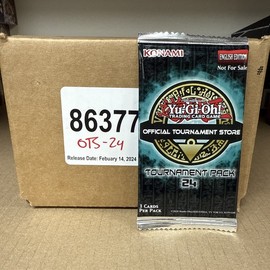 86377
OTS-24
Release Date: Febuary 14, 2024
KONAMI
ENGLISH EDITION
Not For Sale
Yu-Gi-Oh!
TRADING CARD GAME
OFFICIAL TOURNAMENT STORE
TOURNAMENT PACK
24
3 CARDS
PER PACK